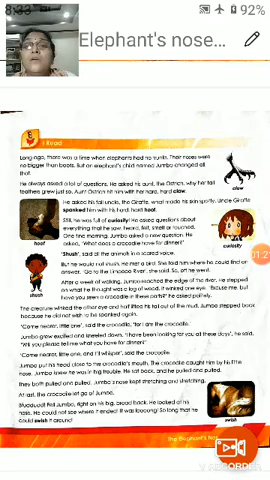 8:33
92%
Elephant's nose...
I Read
Long ago, there was a time when elephants had no trunks. Their noses were
no bigger than boots. But an elephant's child named Jumbo changed all
that.
He always asked a lot of questions. He asked his aunt, the Ostrich, why her tail
feathers grew just so. Aunt Ostrich hit him with her hard, hard claw.
claw
He asked his tall uncle, the Giraffe, what made his skin spotty. Uncle Giraffe
spanked him with his hard, hard hoof.
Still, he was full of curiosity! He asked questions about
everything that he saw, heard, felt, smelt or touched.
One fine morning, Jumbo asked a new question. He
asked, 'What does a crocodile have for dinner?'
hoof
curiosity
'Shush', said all the animals in a scared voice.
But he would not shush. He met a bird. She told him where he could find an
answer. 'Go to the Limpopo River', she said. So, off he went.
After a week of walking, Jumbo reached the edge of the river. He stepped
on what he thought was a log of wood. It winked one eye. 'Excuse me, but
have you seen a crocodile in these parts?' he asked politely.
shush
1:2
The creature winked the other eye and half lifted his tail out of the mud. Jumbo stepped back
because he did not wish to be spanked again.
'Come nearer, little one', said the crocodile, 'for I am the crocodile.'
Jumbo grew excited and kneeled down. 'I have been looking for you all these days', he said.
'Will you please tell me what you have for dinner?'
'Come nearer, little one, and I'll whisper', said the crocodile.
Jumbo put his head close to the crocodile's mouth. The crocodile caught him by his little
nose. Jumbo knew he was in big trouble. He sat back, and he pulled and pulled.
They both pulled and pulled. Jumbo's nose kept stretching and stretching.
At last, the crocodile let go of Jumbo.
Jumbo, right on his big, broad back. He looked at his
nose. He could not see where it ended! It was so long! So long that he
could swish it around!
swish
The Elephant's